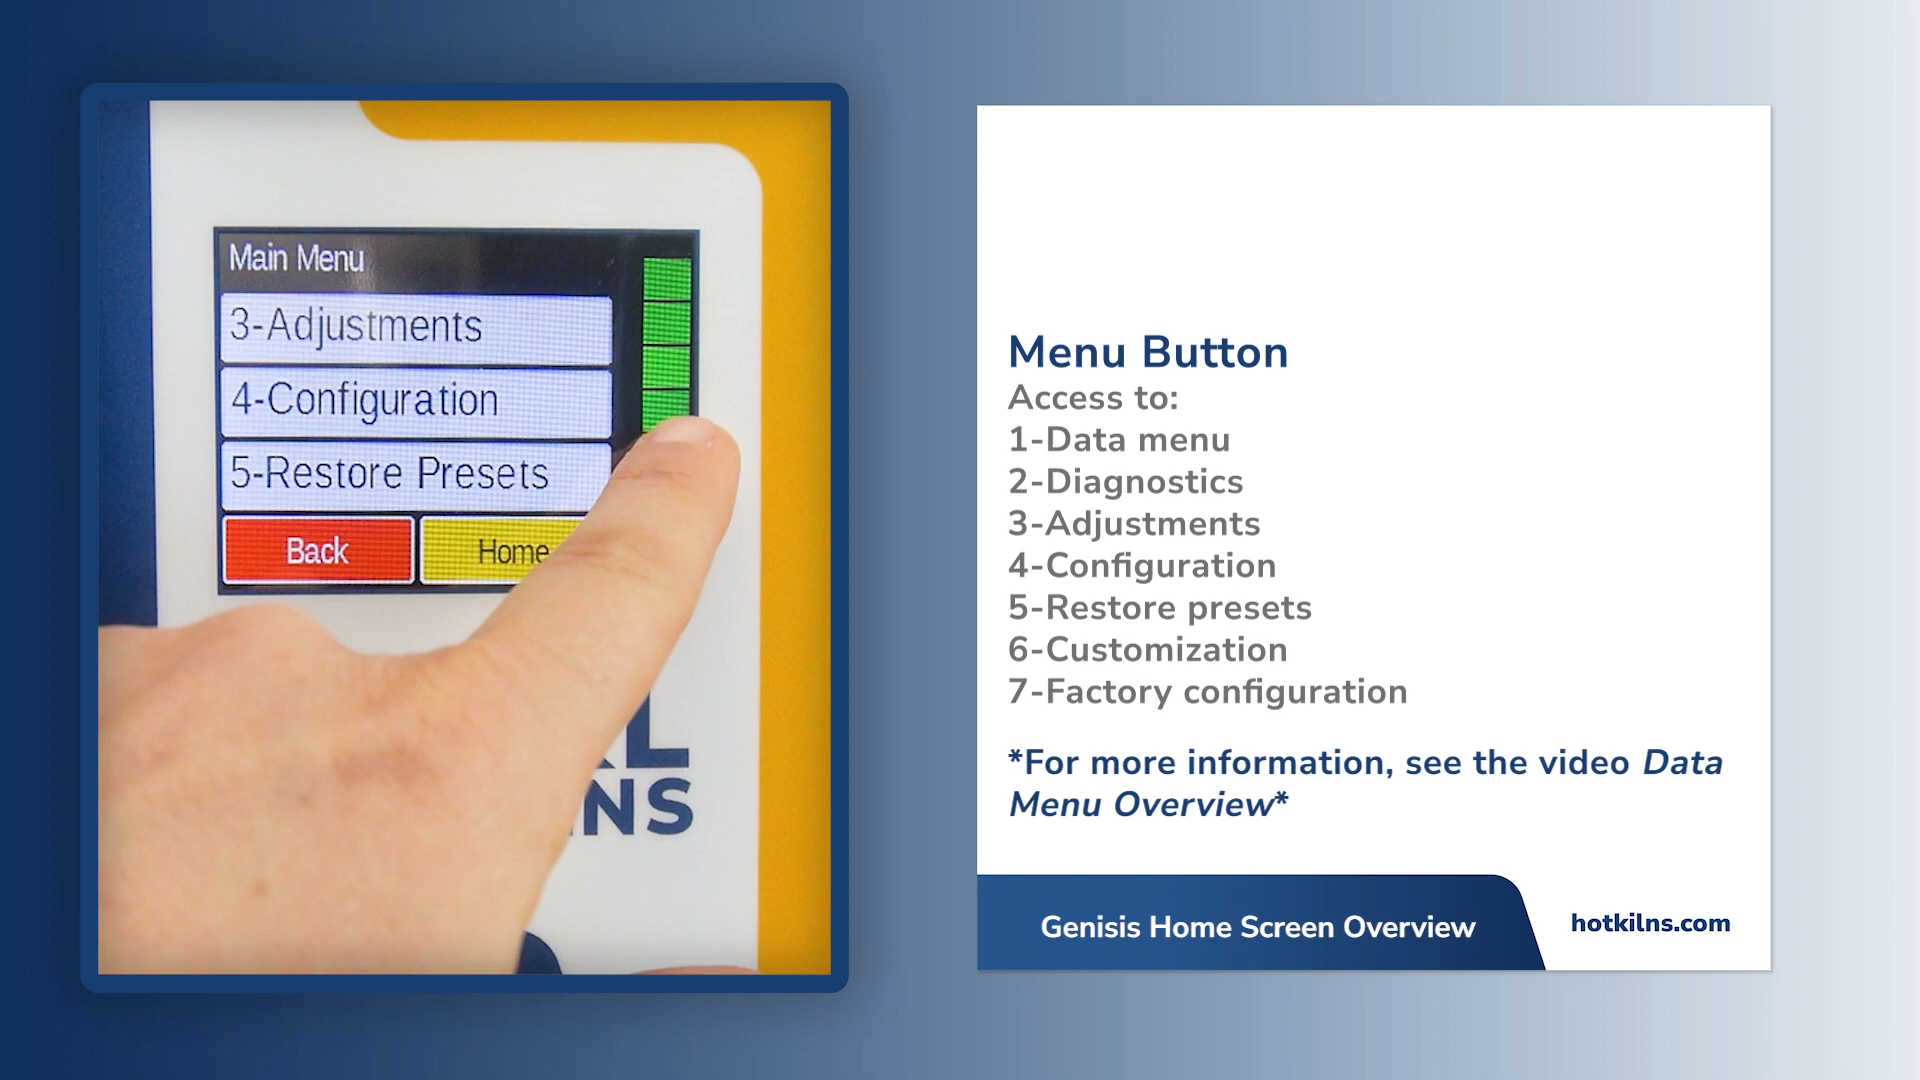 Main Menu
3-Adjustments
4-Configuration
5-Restore Presets
Back
Home
NS
Menu Button
Access to:
1-Data menu
2-Diagnostics
3-Adjustments
4-Configuration
5-Restore presets
6-Customization
7-Factory configuration
*For more information, see the video Data
Menu Overview*
Genisis Home Screen Overview
hotkilns.com